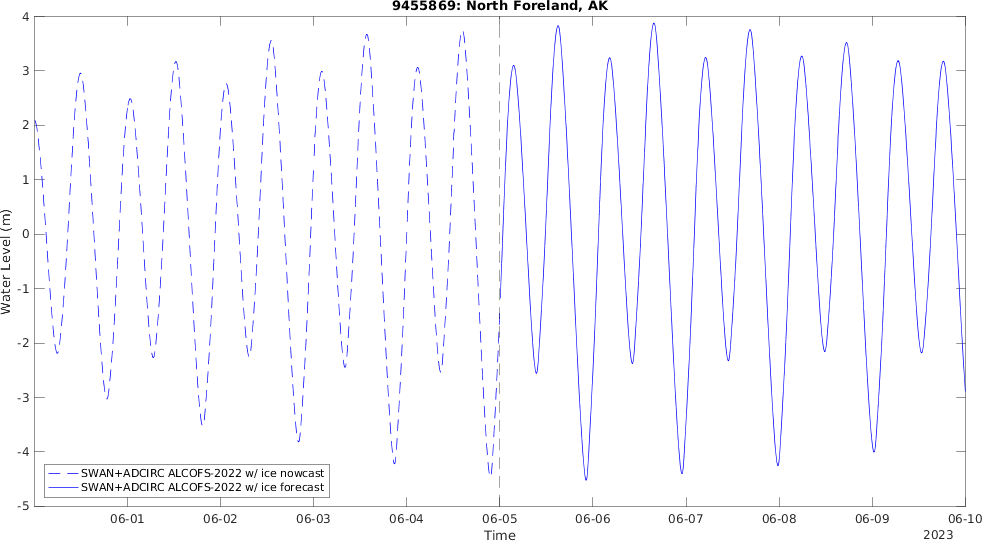 9455869: North Foreland, AK
4
3
2
1
0
-1
-2
-3
-4
-5
Water Level (m)
SWAN+ADCIRC ALCOFS-2022 w/ ice nowcast
SWAN+ADCIRC ALCOFS-2022 w/ ice forecast
06-01 06-02 06-03 06-04 06-05 06-06 06-07 06-08 06-09 06-10
Time
2023